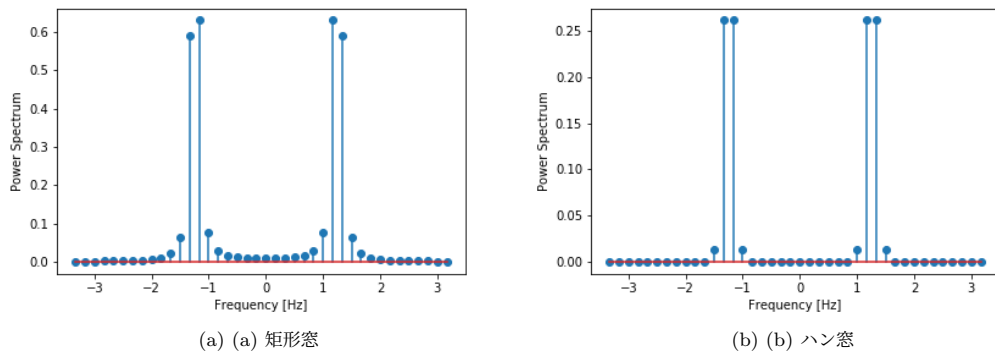 0.6
0.5
0.4
0.3
0.2
0.1
0.0
Power Spectrum
−3 −2 −1 0 1 2 3
Frequency [Hz]
(a) (a) 矩形窓
0.25
0.20
0.15
0.10
0.05
0.00
Power Spectrum
−3 −2 −1 0 1 2 3
Frequency [Hz]
(b) (b) ハン窓